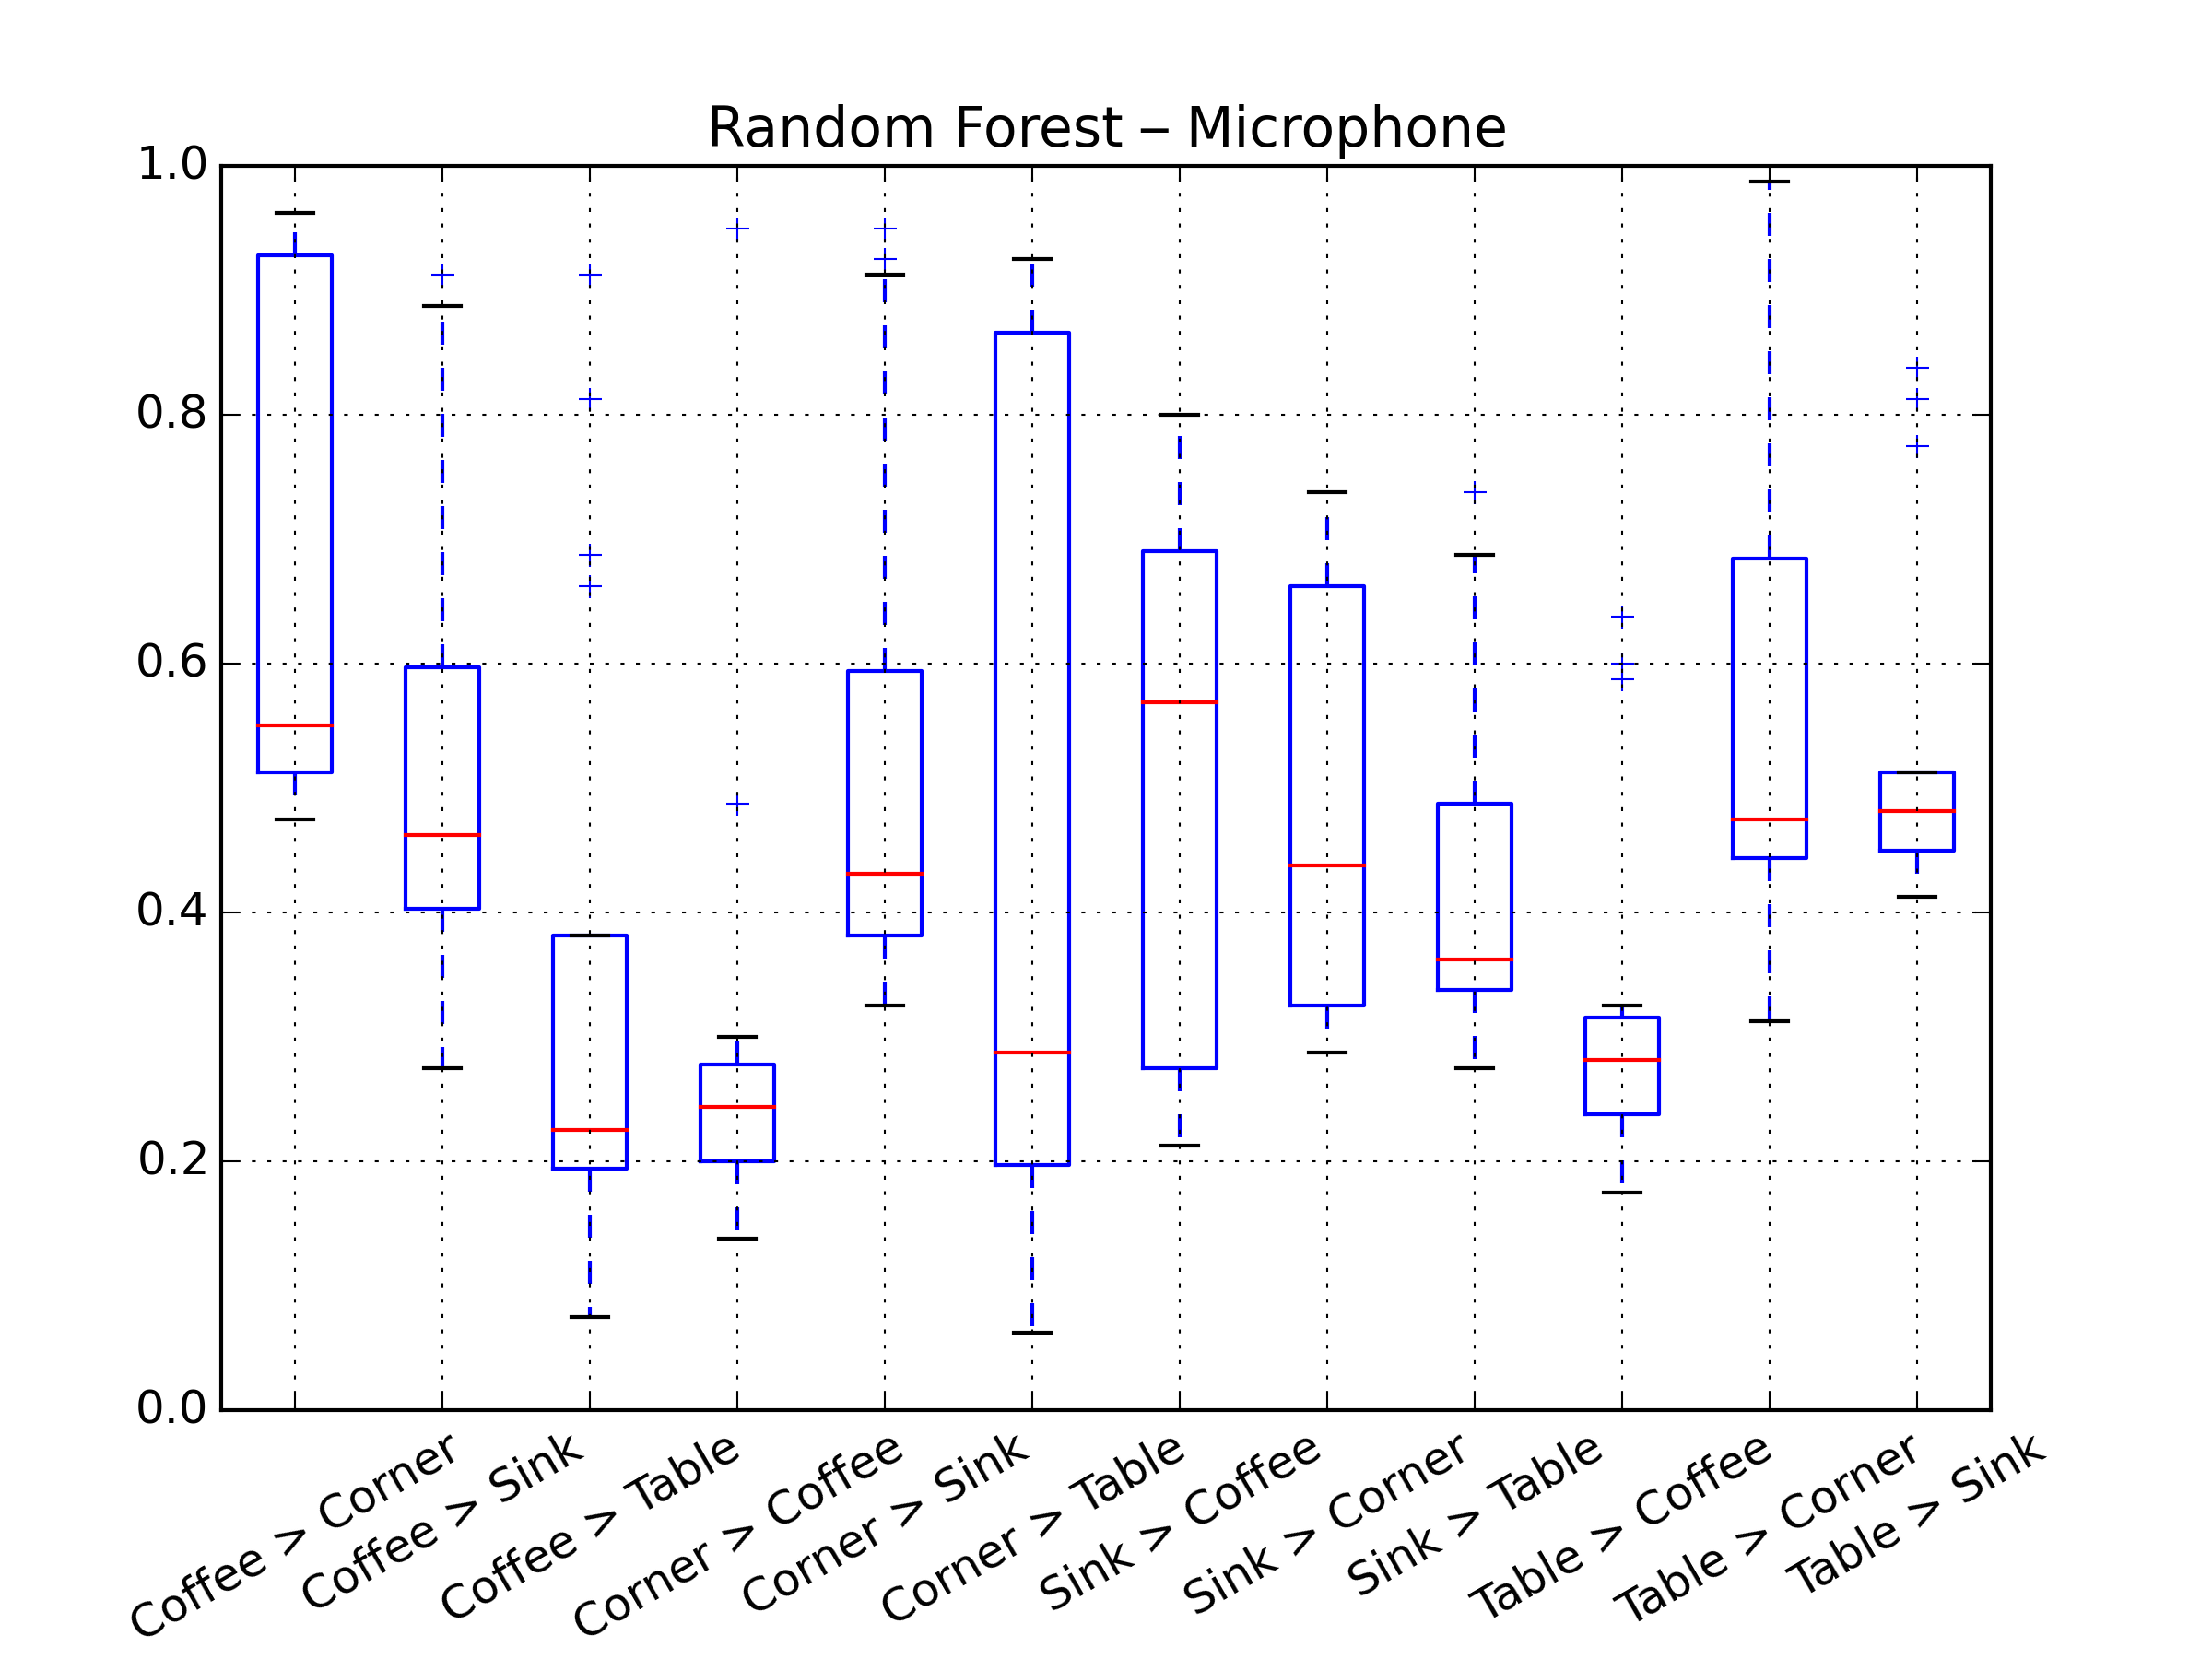 Random Forest – Microphone
1.0
0.8
0.6
0.4
0.2
0.0
Coffee > Corner
Coffee > Sink
Coffee > Table
Corner > Coffee
Corner > Sink
Corner > Table
Sink > Coffee
Sink > Corner
Sink > Table
Table > Coffee
Table > Corner
Table > Sink